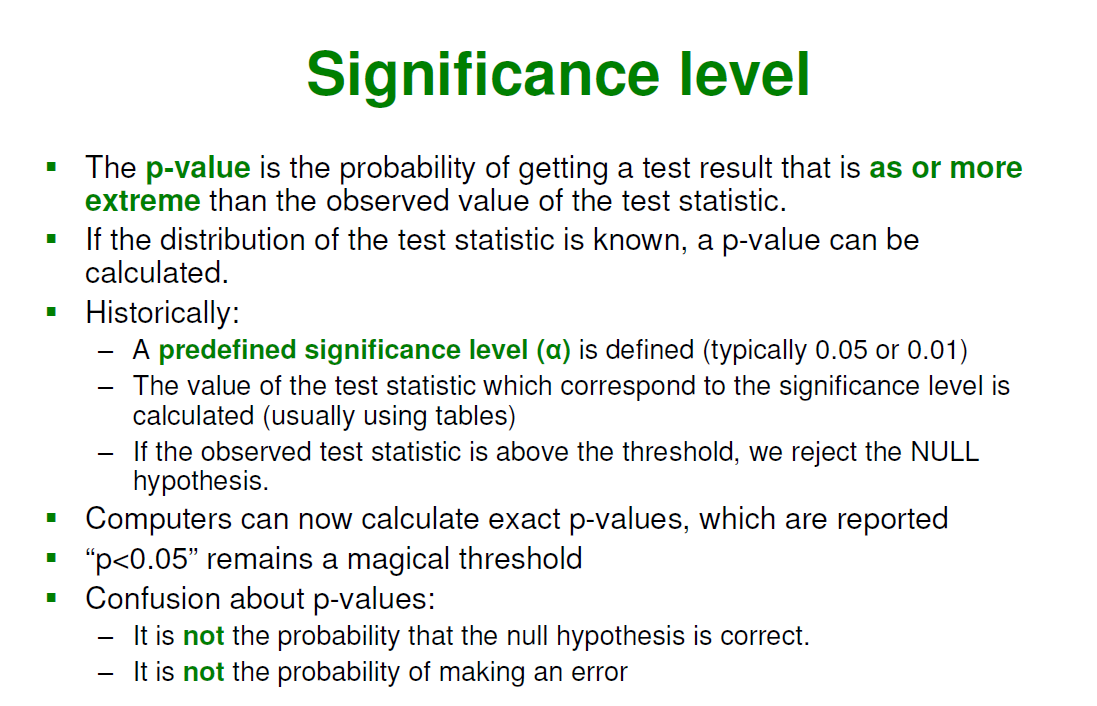 Significance level
▪ The p-value is the probability of getting a test result that is as or more
extreme than the observed value of the test statistic.
▪ If the distribution of the test statistic is known, a p-value can be
calculated.
▪ Historically:
– A predefined significance level (α) is defined (typically 0.05 or 0.01)
– The value of the test statistic which correspond to the significance level is
calculated (usually using tables)
– If the observed test statistic is above the threshold, we reject the NULL
hypothesis.
▪ Computers can now calculate exact p-values, which are reported
▪ “p<0.05” remains a magical threshold
▪ Confusion about p-values:
– It is not the probability that the null hypothesis is correct.
– It is not the probability of making an error